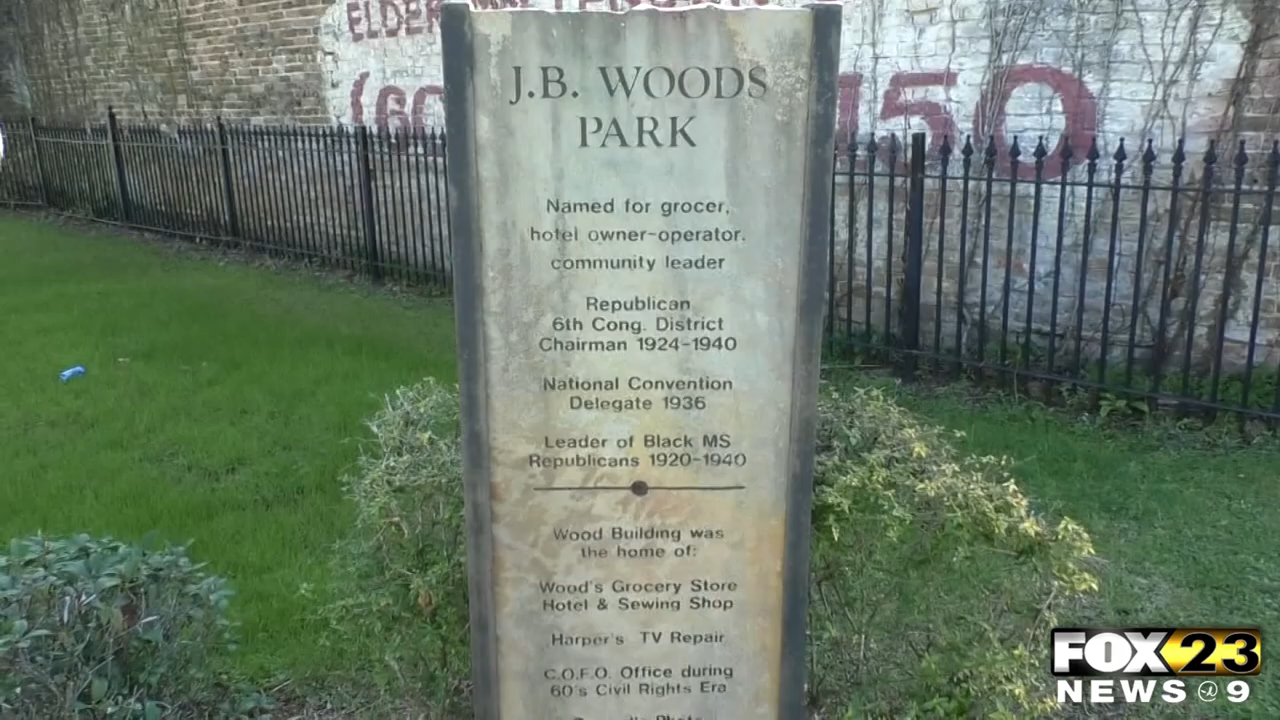 ELDER
(60
150
J.B. WOODS
PARK
Named for grocer,
hotel owner-operator,
community leader
Republican
6th Cong. District
Chairman 1924-1940
National Convention
Delegate 1936
Leader of Black MS
Republicans 1920-1940
Wood Building was
the home of:
Wood's Grocery Store
Hotel & Sewing Shop
Harper's TV Repair
C.O.F.O. Office during
60's Civil Rights Era
FOX 23
NEWS @ 9